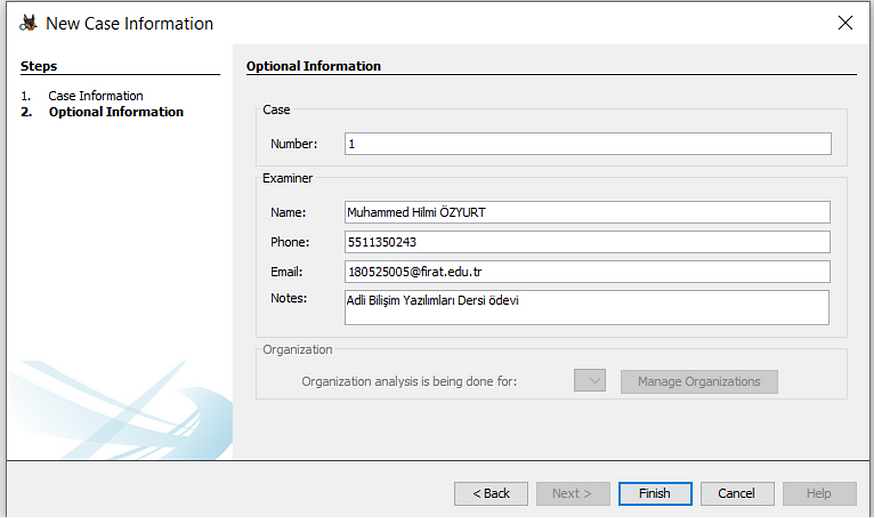 New Case Information
Steps
1. Case Information
2. Optional Information
Optional Information
Case
Number: 1
Examiner
Name: Muhammed Hilmi ÖZYURT
Phone: 5511350243
Email: 180525005@firat.edu.tr
Notes: Adli Bilişim Yazılımları Dersi ödevi
Organization
Organization analysis is being done for: Manage Organizations
< Back Next > Finish Cancel Help